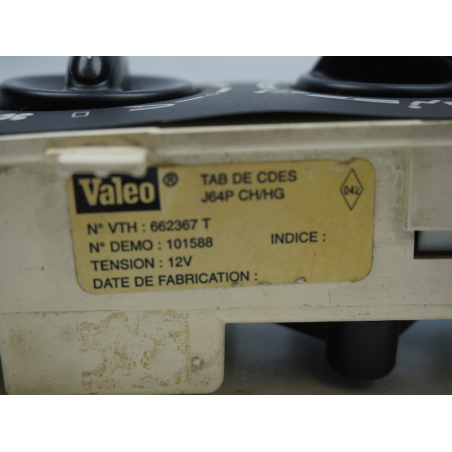 Valeo ®
TAB DE CDES
J64P CH/HG
042
N° VTH : 662367 T
N° DEMO : 101588
INDICE :
TENSION : 12V
DATE DE FABRICATION :